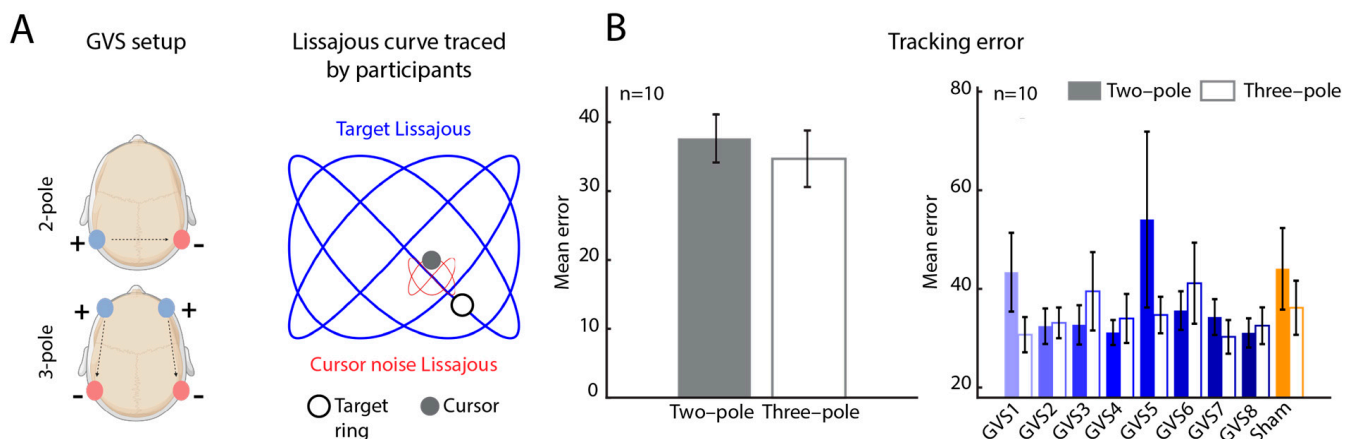 A
GVS setup
Lissajous curve traced
by participants
2-pole
+
-
3-pole
+
+
-
-
Target Lissajous
Cursor noise Lissajous
Target
ring
Cursor
B
Tracking error
n=10
Mean error
40
30
20
10
0
Two–pole
Three–pole
n=10
Two–pole
Three–pole
Mean error
80
60
40
20
GVS1
GVS2
GVS3
GVS4
GVS5
GVS6
GVS7
GVS8
Sham